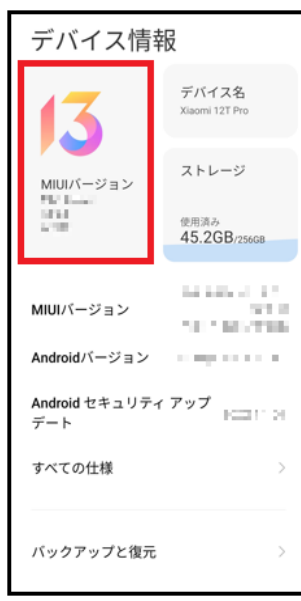 デバイス情報
13
MIUIバージョン
デバイス名
Xiaomi 12T Pro
ストレージ
使用済み
45.2GB/256GB
MIUIバージョン
Androidバージョン
Android セキュリティ アップ
デート
すべての仕様
バックアップと復元